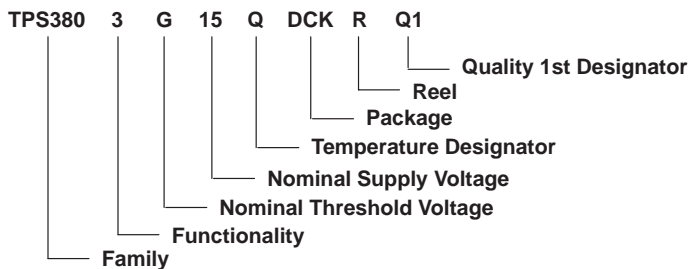 TPS380 3 G 15 Q DCK R Q1
Quality 1st Designator
Reel
Package
Temperature Designator
Nominal Supply Voltage
Nominal Threshold Voltage
Functionality
Family